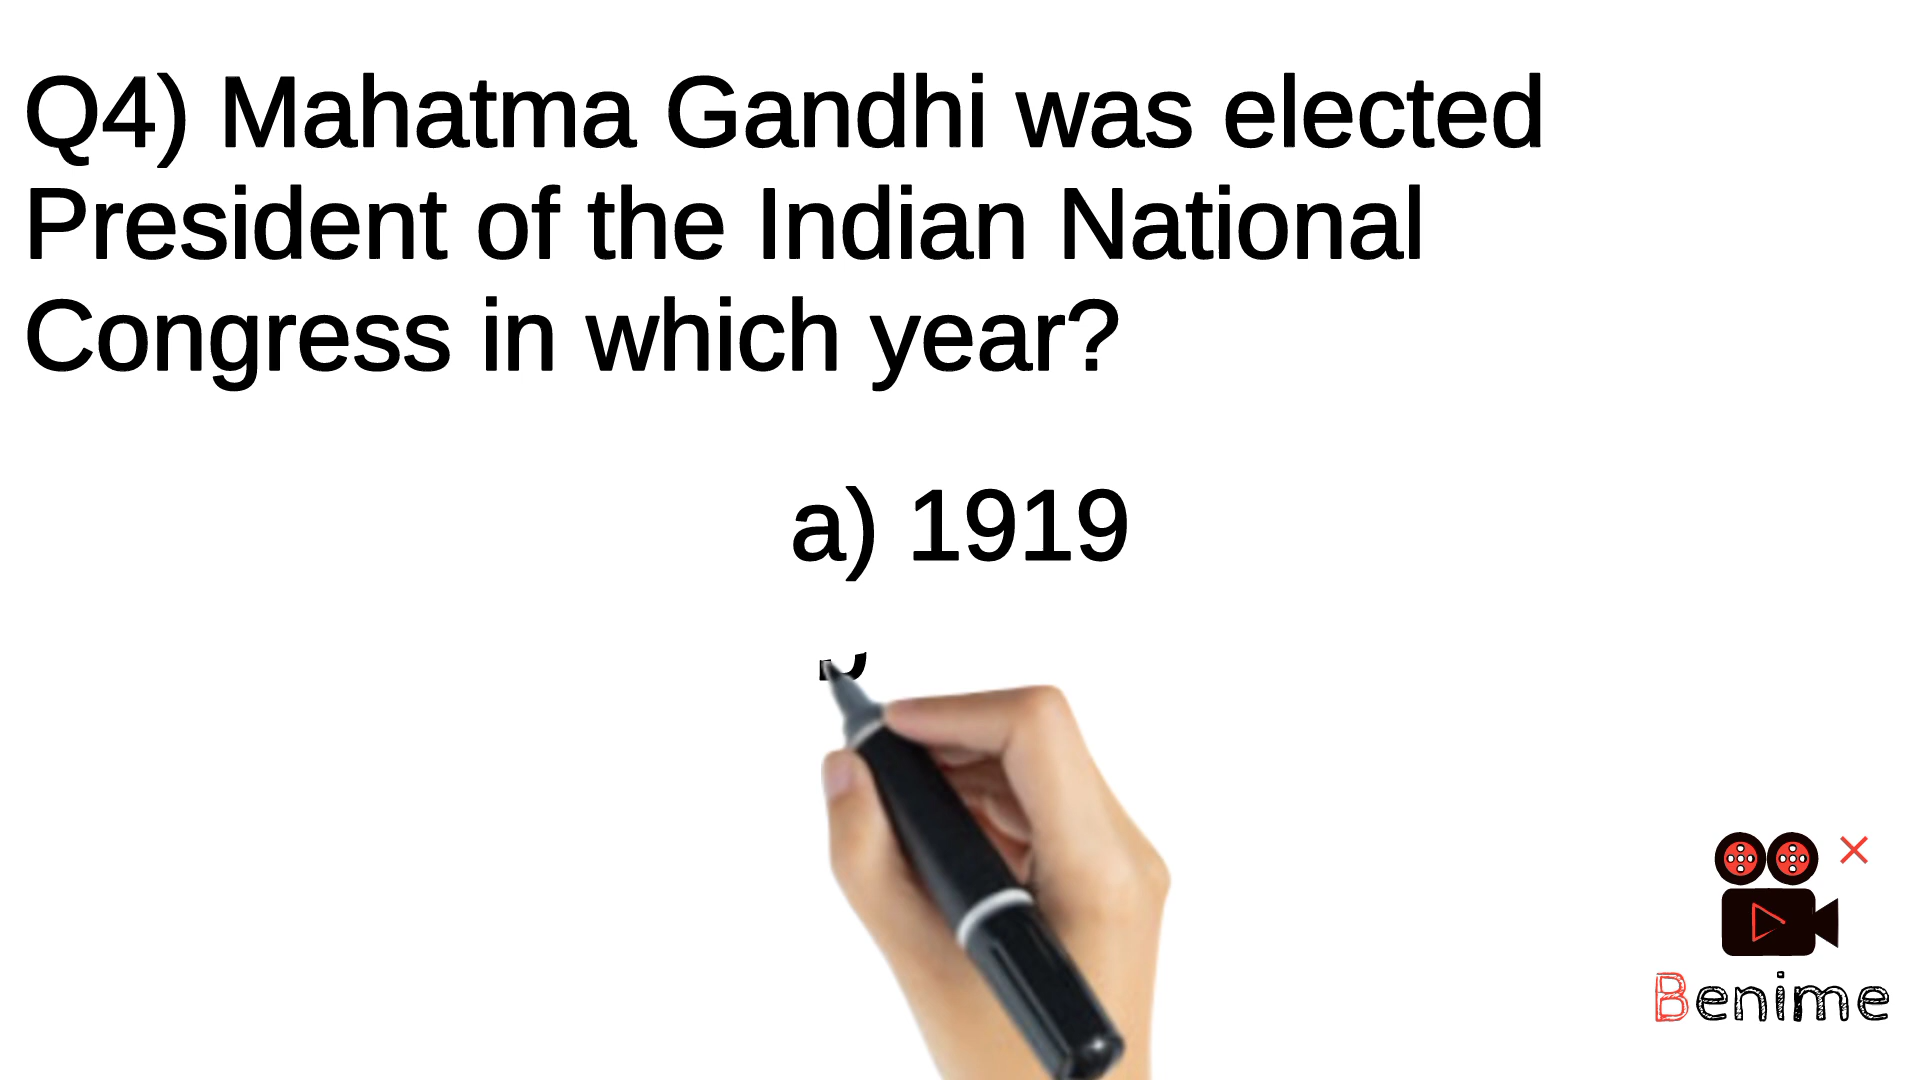 Q4) Mahatma Gandhi was elected
President of the Indian National
Congress in which year?
a) 1919
Benime